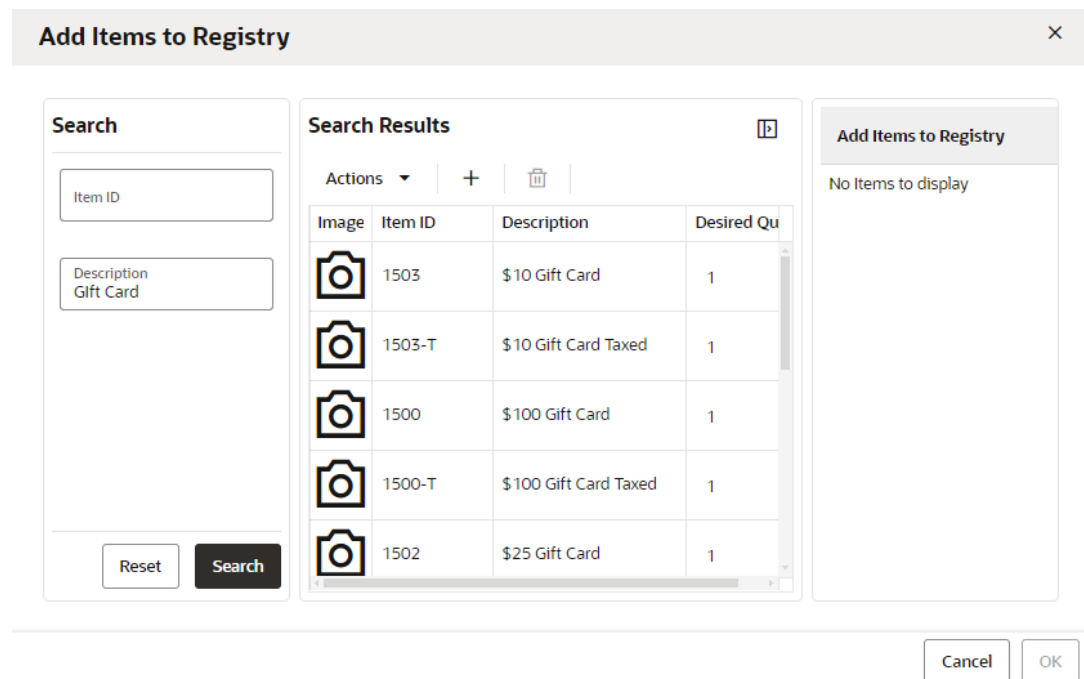 Add Items to Registry
Search
Item ID
Description
GIft Card
Reset Search
Search Results
Actions
Image Item ID Description Desired Qu
1503 $10 Gift Card 1
1503-T $10 Gift Card Taxed 1
1500 $100 Gift Card 1
1500-T $100 Gift Card Taxed 1
1502 $25 Gift Card 1
Add Items to Registry
No Items to display
Cancel OK